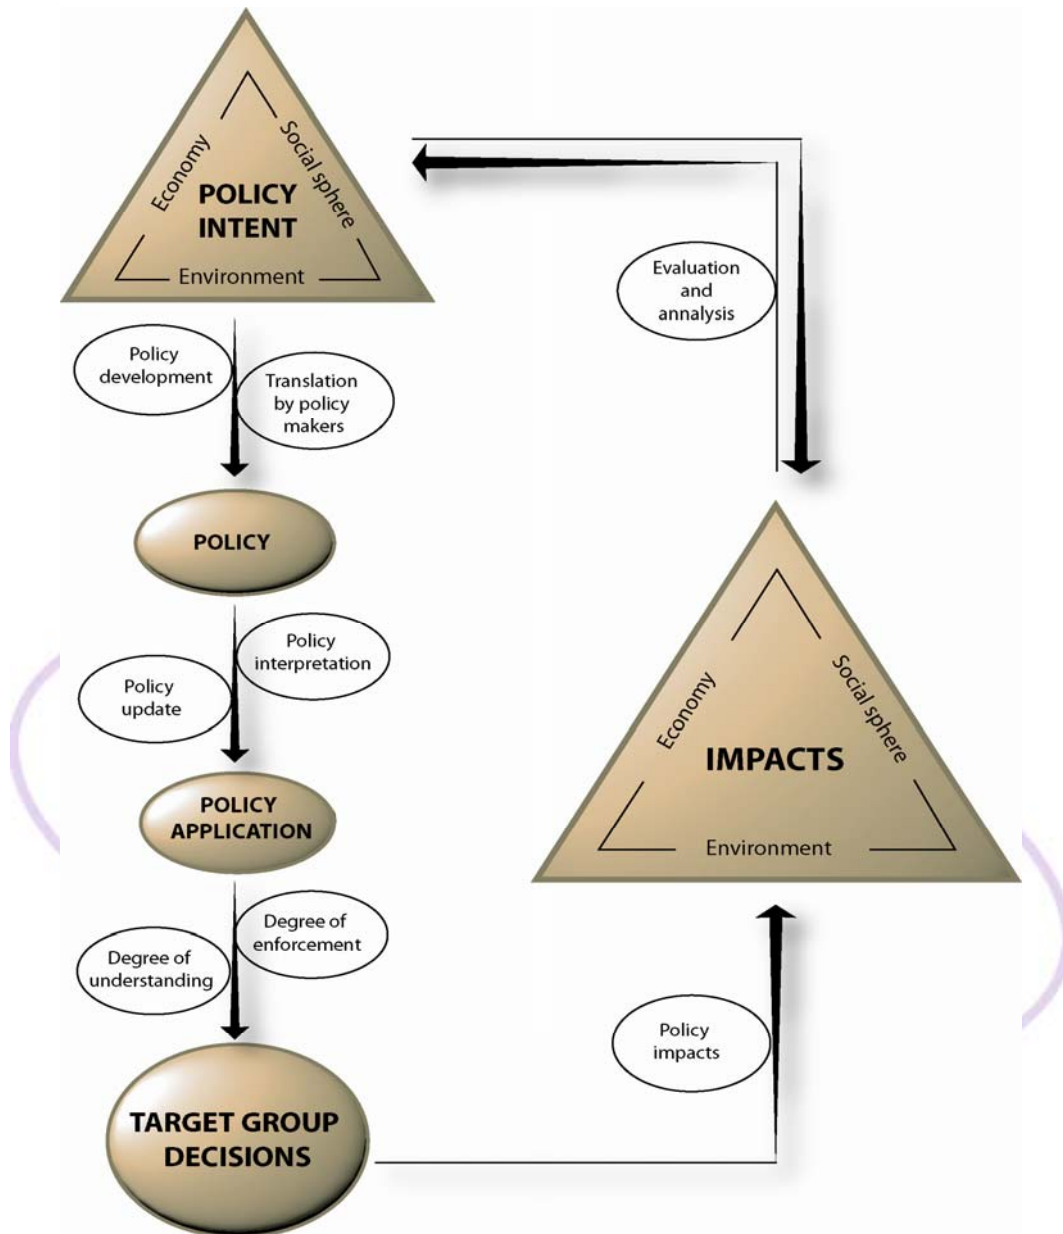 Economy
Social sphere
POLICY
INTENT
Environment
Policy
development
Translation
by policy
makers
POLICY
Policy
interpretation
Policy
update
POLICY
APPLICATION
Degree of
enforcement
Degree of
understanding
TARGET GROUP
DECISIONS
Evaluation
and
annalysis
Economy
Social sphere
IMPACTS
Environment
Policy
impacts